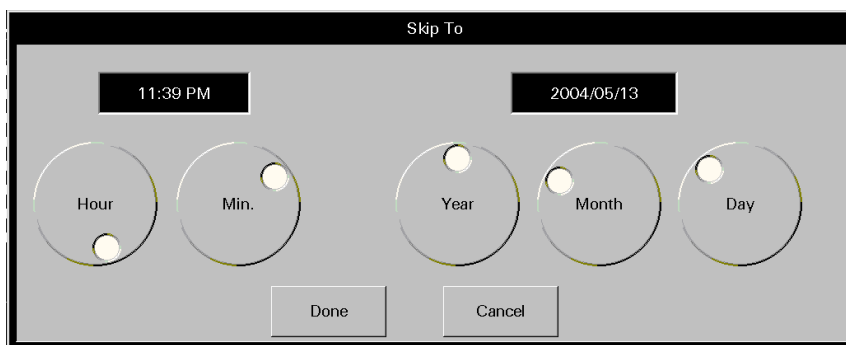 Skip To
11:39 PM 2004/05/13
Hour Min. Year Month Day
Done Cancel